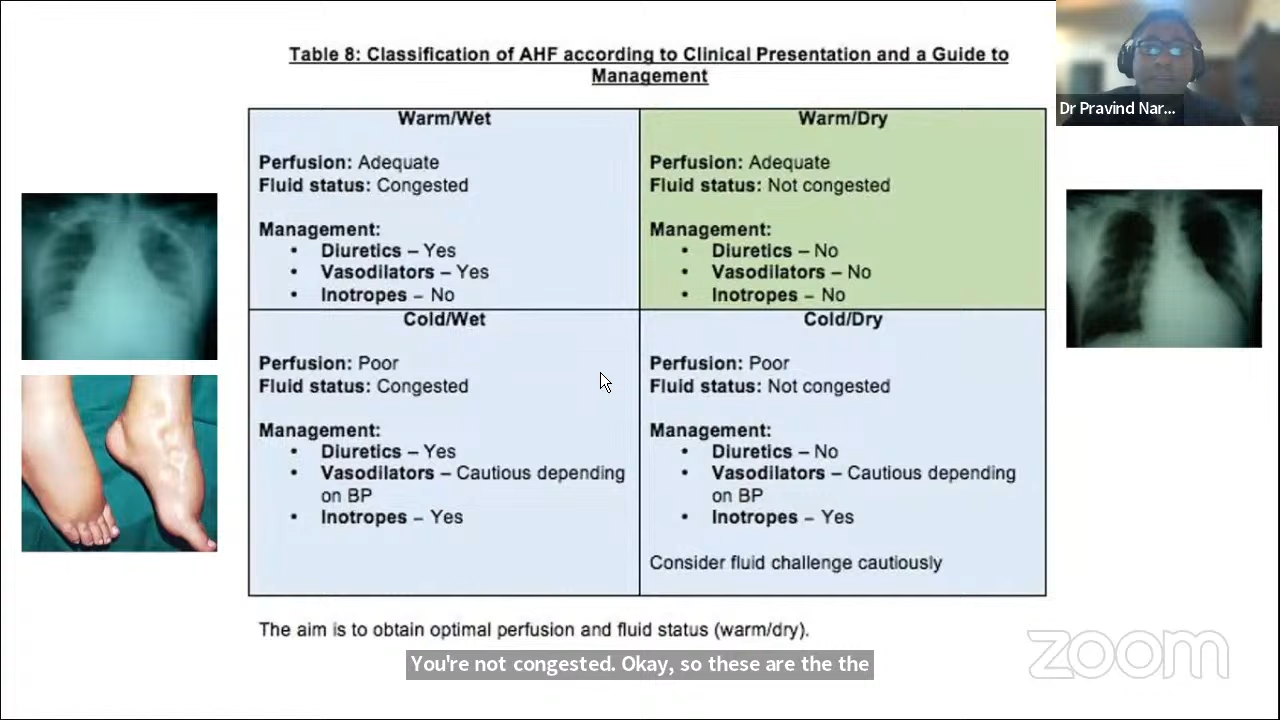 Table 8: Classification of AHF according to Clinical Presentation and a Guide to
Management
Dr Pravind Nar...
Warm/Wet
Perfusion: Adequate
Fluid status: Congested
Management:
• Diuretics – Yes
• Vasodilators – Yes
• Inotropes – No
Warm/Dry
Perfusion: Adequate
Fluid status: Not congested
Management:
• Diuretics – No
• Vasodilators – No
• Inotropes – No
Cold/Wet
Perfusion: Poor
Fluid status: Congested
Management:
• Diuretics – Yes
• Vasodilators – Cautious depending
on BP
• Inotropes – Yes
Cold/Dry
Perfusion: Poor
Fluid status: Not congested
Management:
• Diuretics – No
• Vasodilators – Cautious depending
on BP
• Inotropes – Yes
Consider fluid challenge cautiously
The aim is to obtain optimal perfusion and fluid status (warm/dry).
You're not congested. Okay, so these are the the
zoom